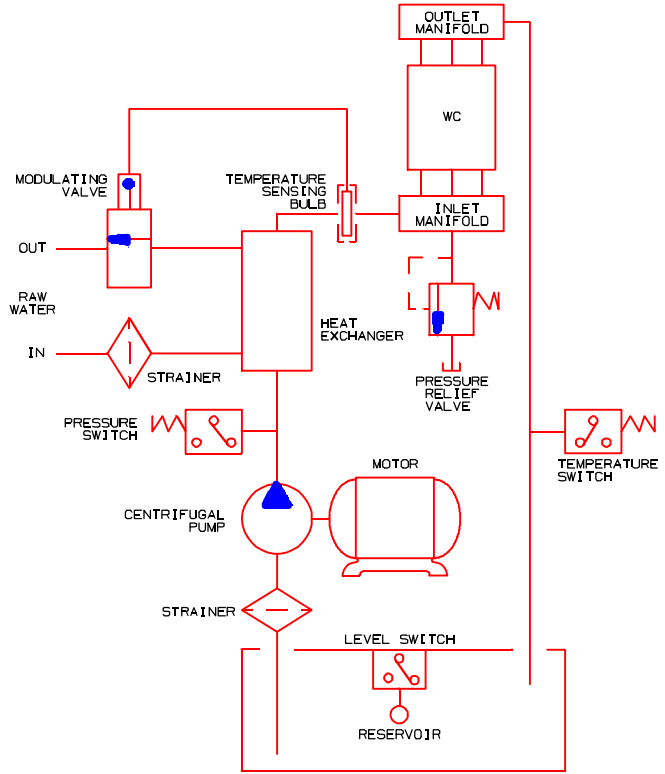 OUTLET
MANIFOLD
WC
MODULATING
VALVE
TEMPERATURE
SENSING
BULB
INLET
MANIFOLD
OUT
RAW
WATER
IN
HEAT
EXCHANGER
STRAINER
PRESSURE
RELIEF
VALVE
PRESSURE
SWITCH
TEMPERATURE
SWITCH
MOTOR
CENTRIFUGAL
PUMP
STRAINER
LEVEL SWITCH
RESERVOIR